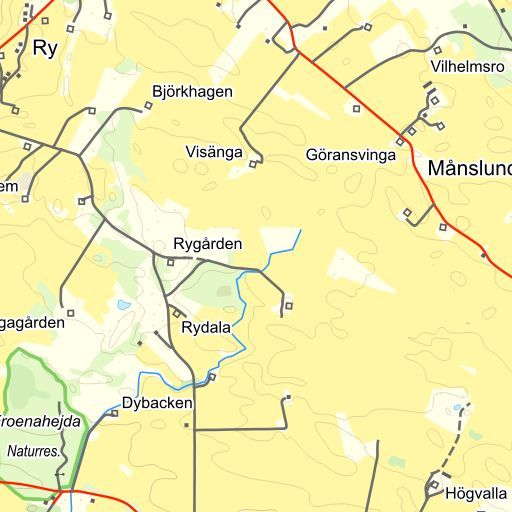 Ry
Vilhelmsro
Björkhagen
Visänga
Göransvinga
Månslund
em
Rygården
gagården
Rydala
Dybacken
roenahejda
Naturres.
Högvalla